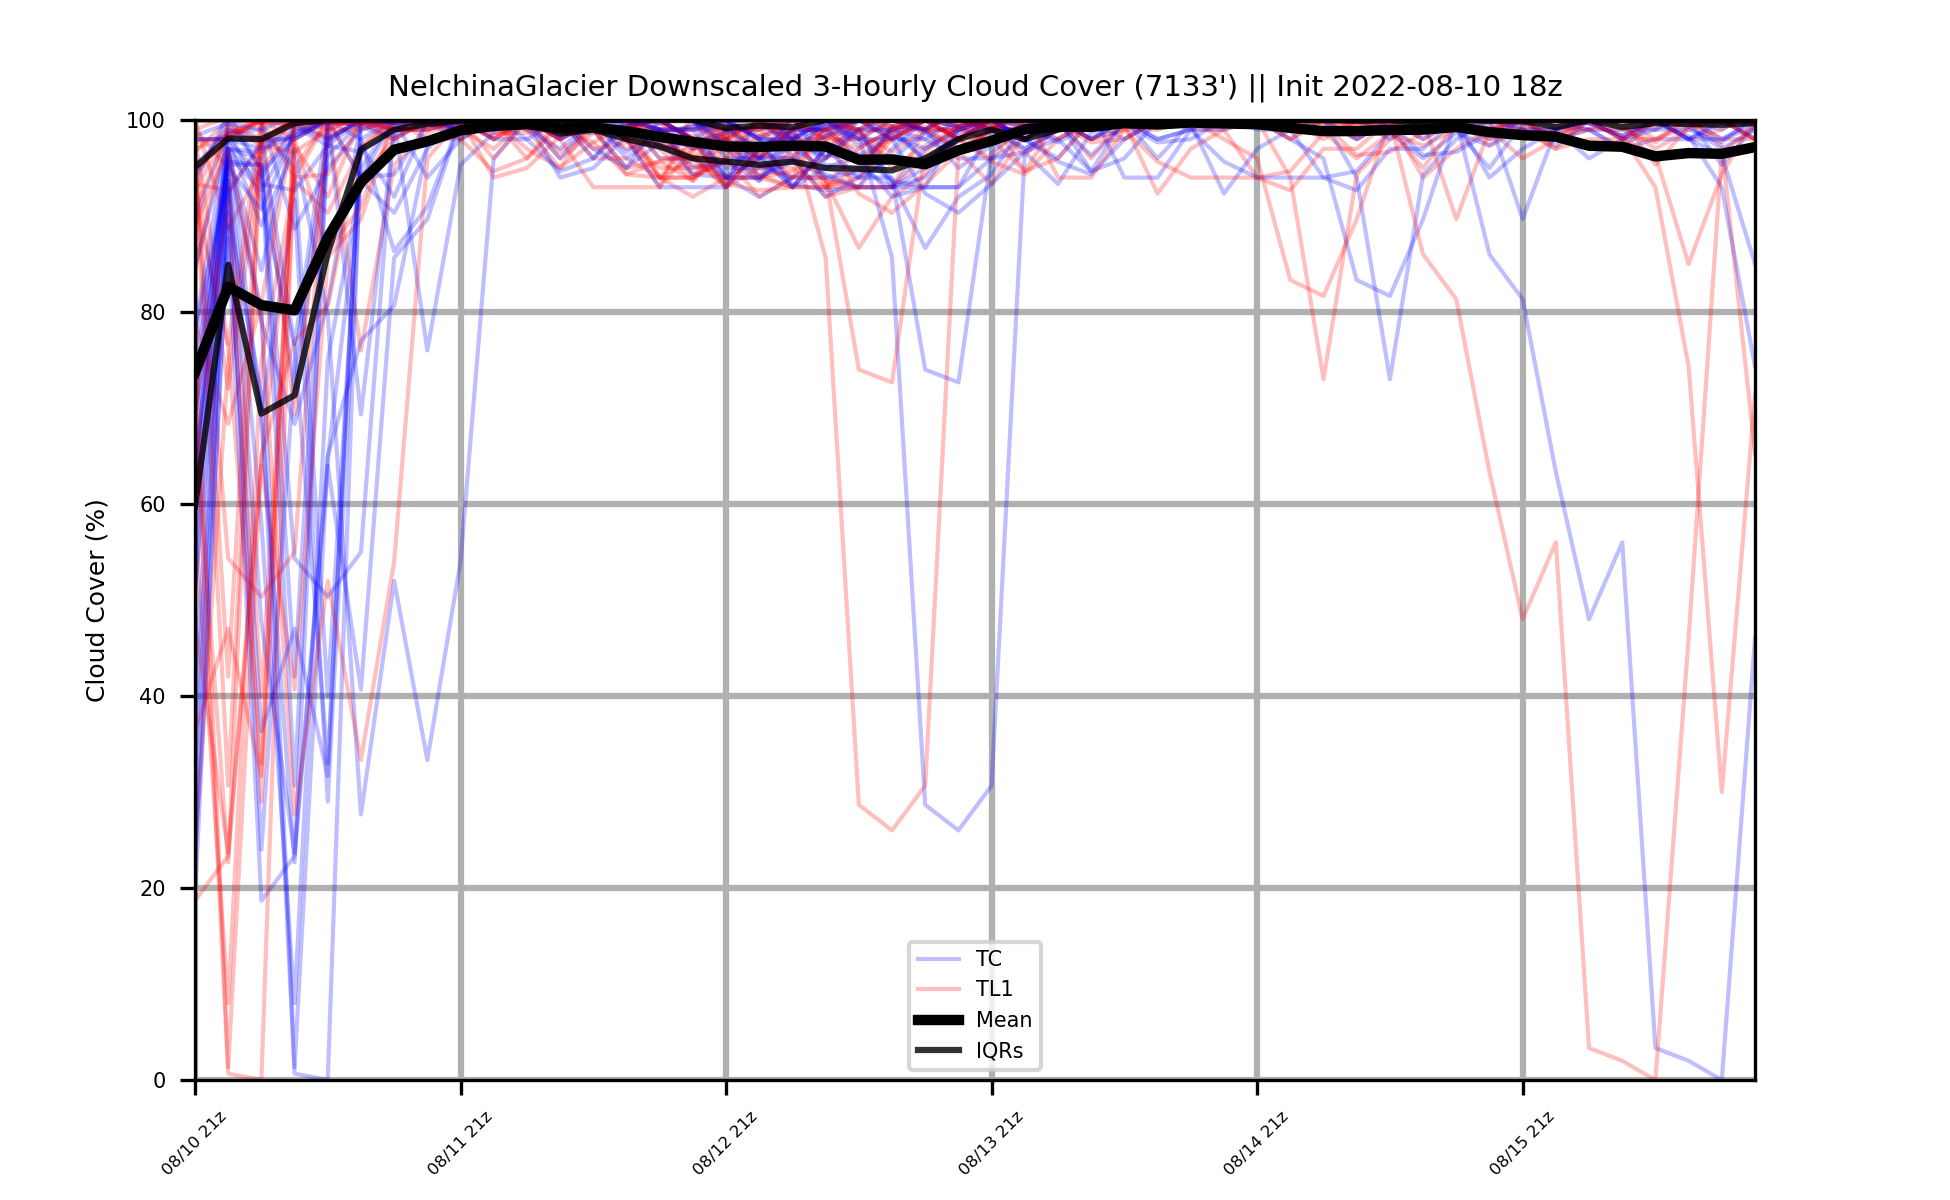 NelchinaGlacier Downscaled 3-Hourly Cloud Cover (7133') || Init 2022-08-10 18z
100
80
60
40
20
0
Cloud Cover (%)
TC
TL1
Mean
IQRs
08/10 21z
08/11 21z
08/12 21z
08/13 21z
08/14 21z
08/15 21z